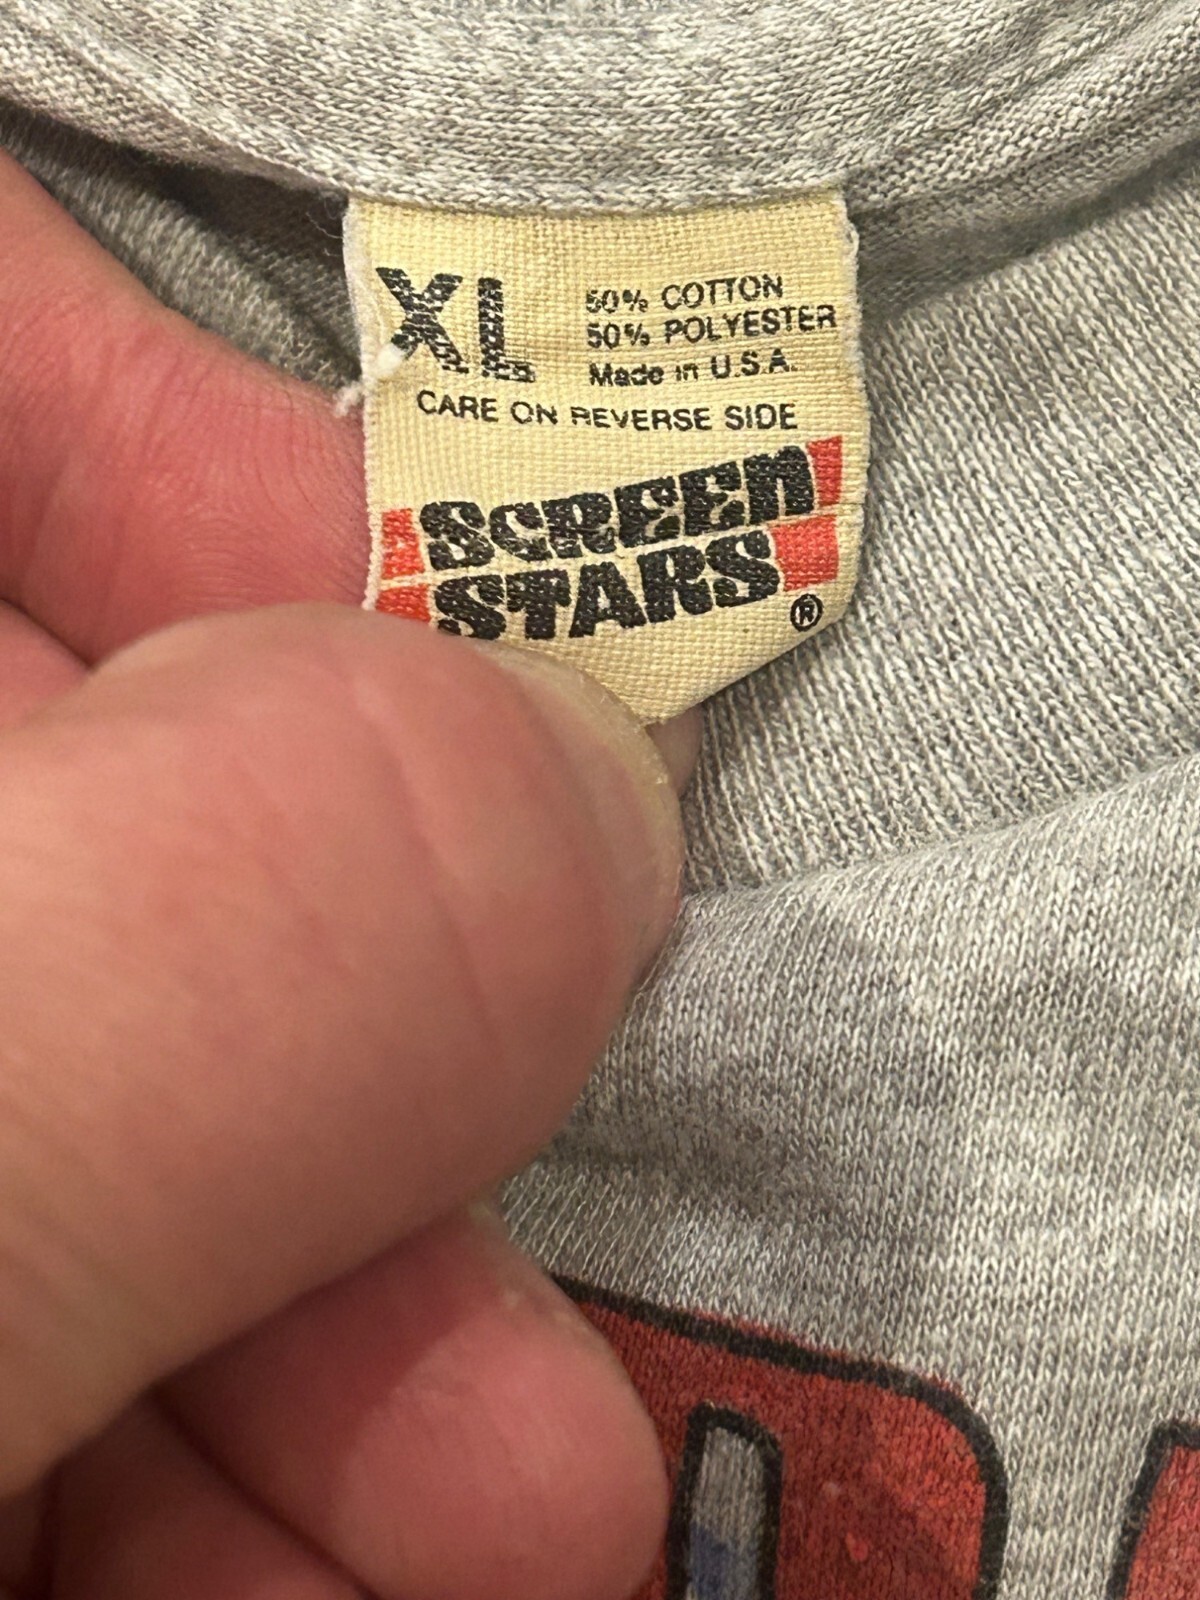 XL
50% COTTON
50% POLYESTER
Made in U.S.A.
CARE ON REVERSE SIDE
SCREEN
STARS
®